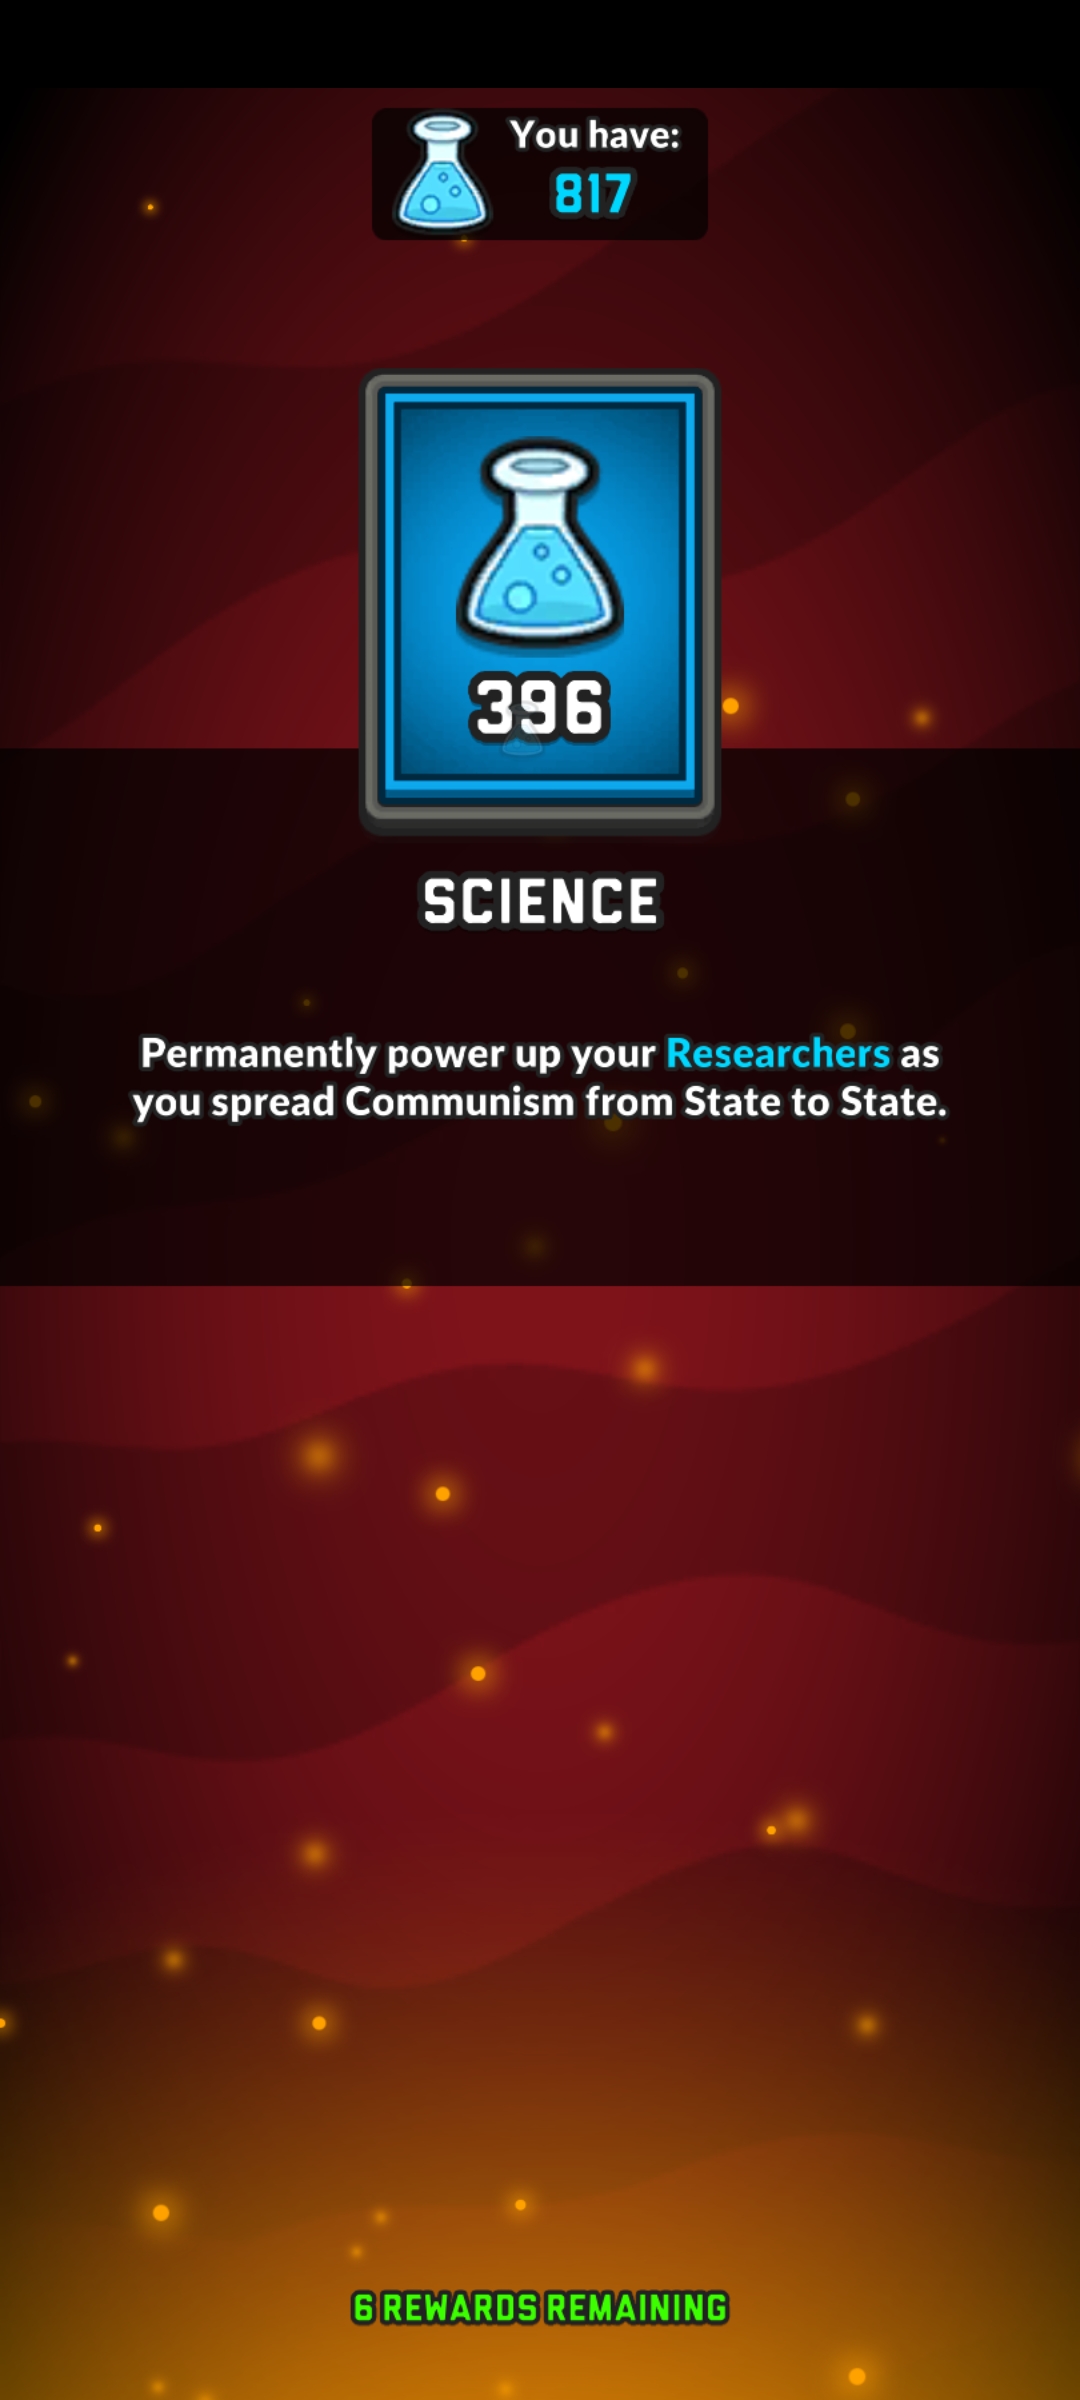 You have:
817
396
SCIENCE
Permanently power up your Researchers as
you spread Communism from State to State.
6 REWARDS REMAINING